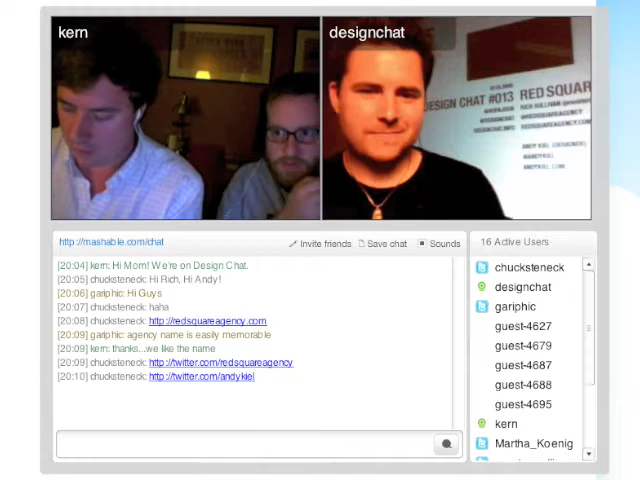 kern
designchat
DESIGN CHAT #013
RED SQUAR
ANDY KIEL (DESIGNER)
@ANDYKIEL
http://mashable.com/chat
Invite friends
Save chat
Sounds
16 Active Users
[20:04] kern: Hi Mom! We're on Design Chat.
[20:05] chucksteneck: Hi Rich, Hi Andy!
[20:06] gariphic: Hi Guys
[20:07] chucksteneck: haha
[20:08] chucksteneck: http://redsquareagency.com
[20:09] gariphic: agency name is easily memorable
[20:09] kern: thanks...we like the name
[20:09] chucksteneck: http://twitter.com/redsquareagency
[20:10] chucksteneck: http://twitter.com/andykiel
chucksteneck
designchat
gariphic
guest-4627
guest-4679
guest-4687
guest-4688
guest-4695
kern
Martha_Koenig